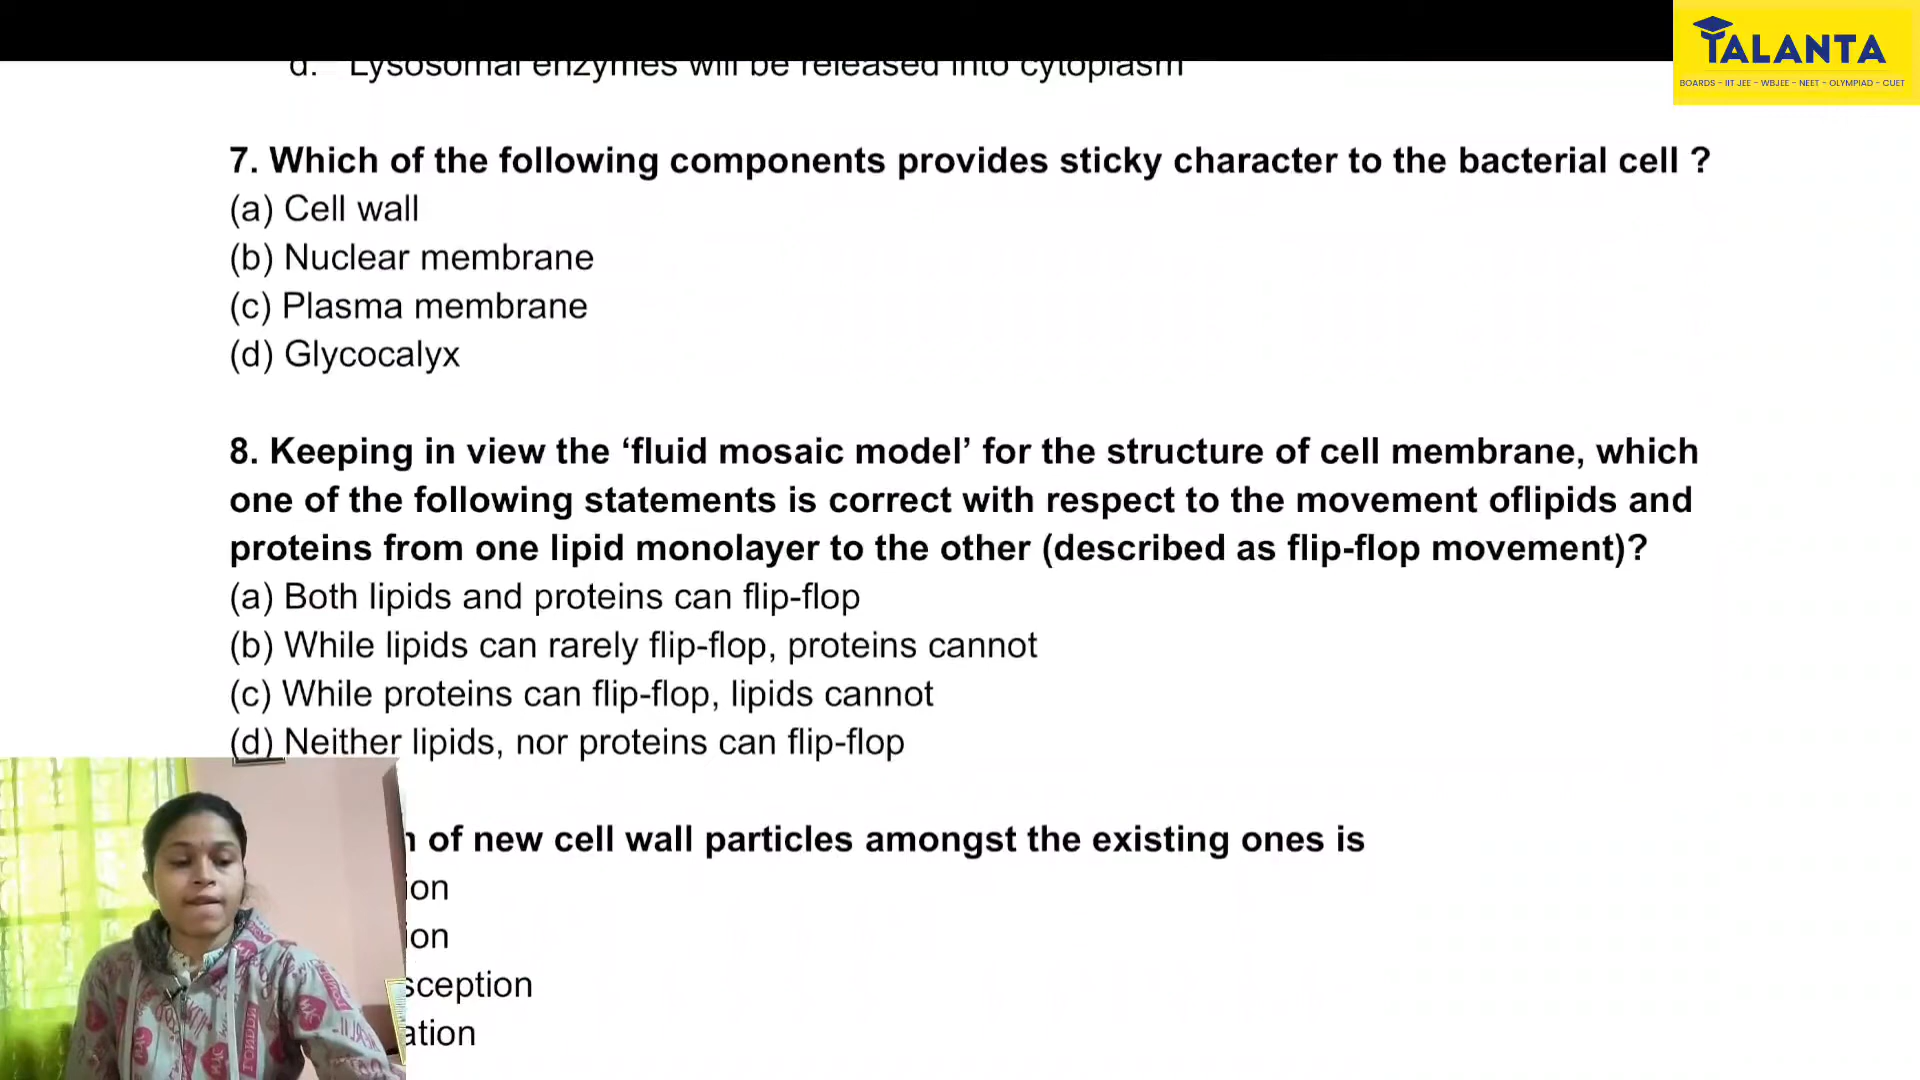 TALANTA
BOARDS - IIT JEE - WBJEE - NEET - OLYMPIAD - CUET
d. Lysosomal enzymes will be released into cytoplasm
7. Which of the following components provides sticky character to the bacterial cell ?
(a) Cell wall
(b) Nuclear membrane
(c) Plasma membrane
(d) Glycocalyx
8. Keeping in view the ‘fluid mosaic model’ for the structure of cell membrane, which
one of the following statements is correct with respect to the movement oflipids and
proteins from one lipid monolayer to the other (described as flip-flop movement)?
(a) Both lipids and proteins can flip-flop
(b) While lipids can rarely flip-flop, proteins cannot
(c) While proteins can flip-flop, lipids cannot
(d) Neither lipids, nor proteins can flip-flop
of new cell wall particles amongst the existing ones is